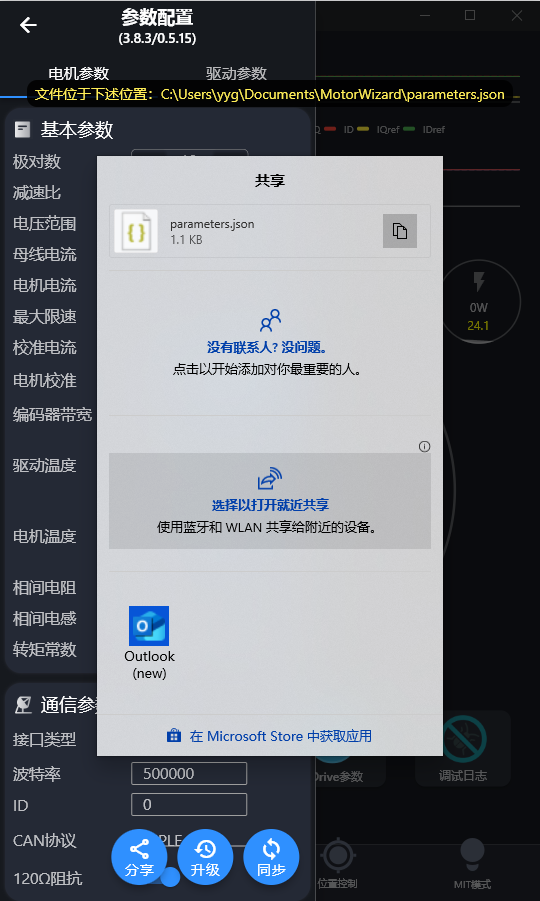 参数配置
(3.8.3/0.5.15)
电机参数
驱动参数
文件位于下述位置：C:\Users\yyg\Documents\MotorWizard\parameters.json
基本参数
ID
IQref
IDref
极对数
减速比
电压范围
母线电流
电机电流
最大限速
校准电流
电机校准
编码器带宽
驱动温度
电机温度
相间电阻
相间电感
转矩常数
共享
parameters.json
1.1 KB
没有联系人? 没问题。
点击以开始添加对你最重要的人。
选择以打开就近共享
使用蓝牙和 WLAN 共享给附近的设备。
Outlook
(new)
在 Microsoft Store 中获取应用
0W
24.1
通信参
接口类型
波特率
500000
ID
0
CAN协议
PLE
120Ω阻抗
分享
升级
同步
Drive参数
调试日志
位置控制
MIT模式